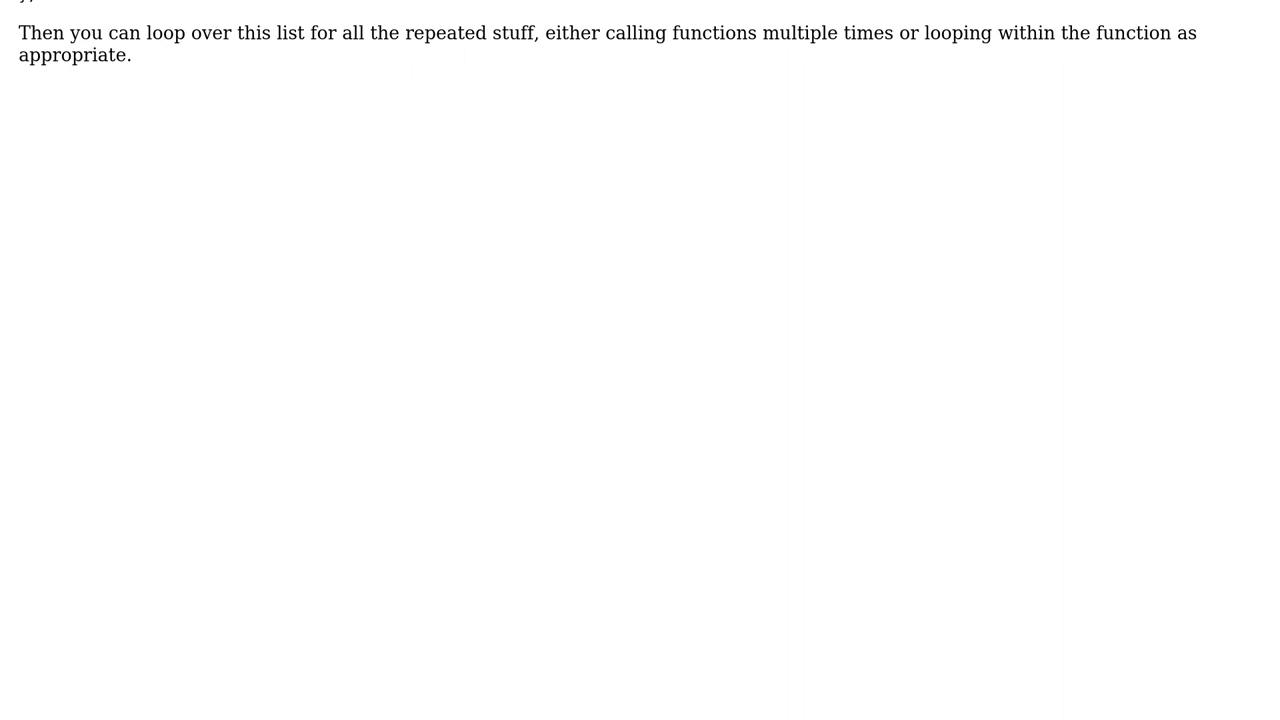 Then you can loop over this list for all the repeated stuff, either calling functions multiple times or looping within the function as
appropriate.